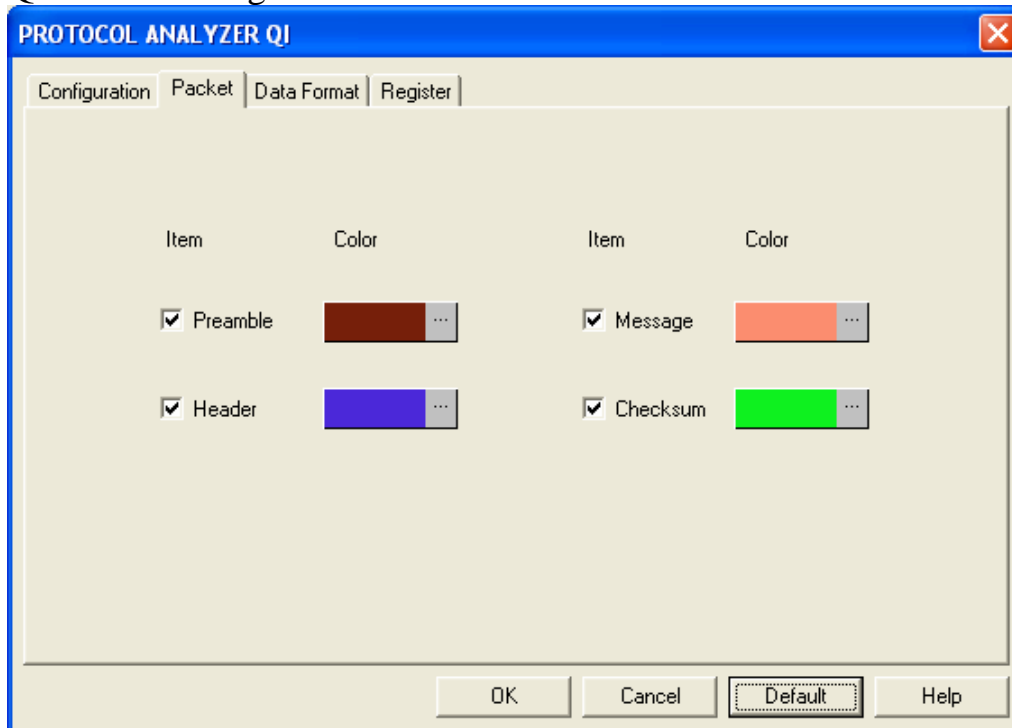 PROTOCOL ANALYZER QI
Configuration Packet Data Format Register
Item Color Item Color
Preamble ... Message ...
Header ... Checksum ...
OK Cancel Default Help